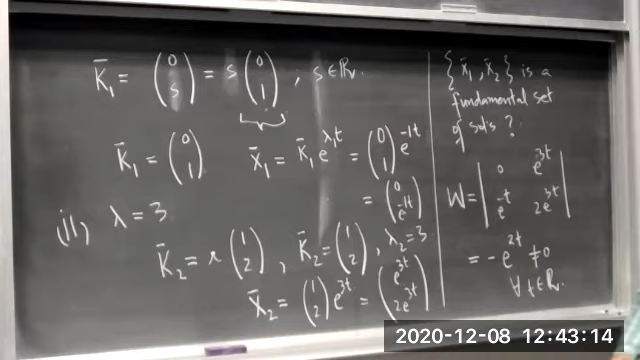 K̄₁ = (0 s) = s (0 1), s∈ℝ.
K̄₁ = (0 1) x̄₁ = K̄₁ e^{λ₁t} = (0 1) e^{-1t}
= (0 e^{-1t})
(ii) λ = 3
K̄₂ = r (1 2), K̄₂ = (1 2), λ₂ = 3
x̄₂ = (1 2) e^{3t} = (e^{3t} 2e^{3t})
{x̄₁, x̄₂} is a
fundamental set
of sols?
W = | 0 e^{3t} |
| e^{-t} 2e^{3t} |
= -e^{2t} ≠ 0
∀ t∈ℝ.
2020-12-08 12:43:14